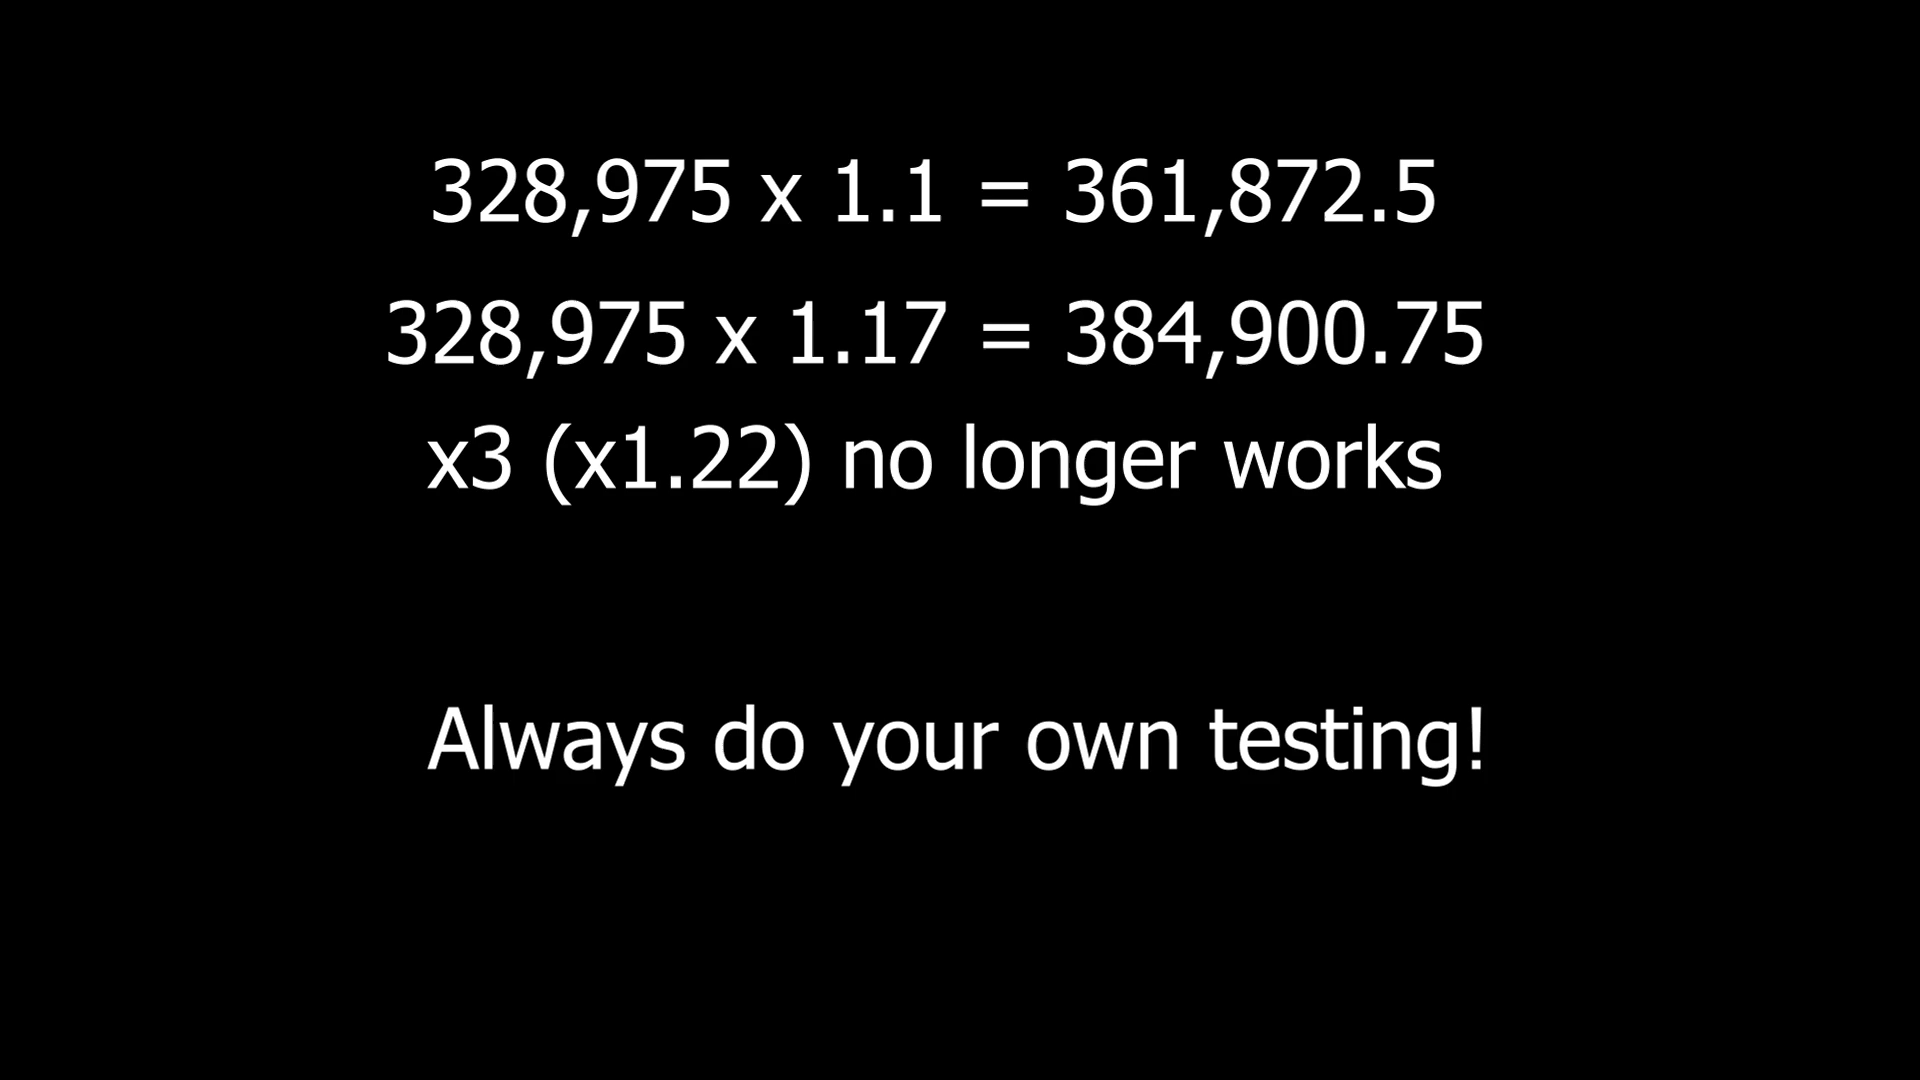 328,975 x 1.1 = 361,872.5
328,975 x 1.17 = 384,900.75
x3 (x1.22) no longer works
Always do your own testing!